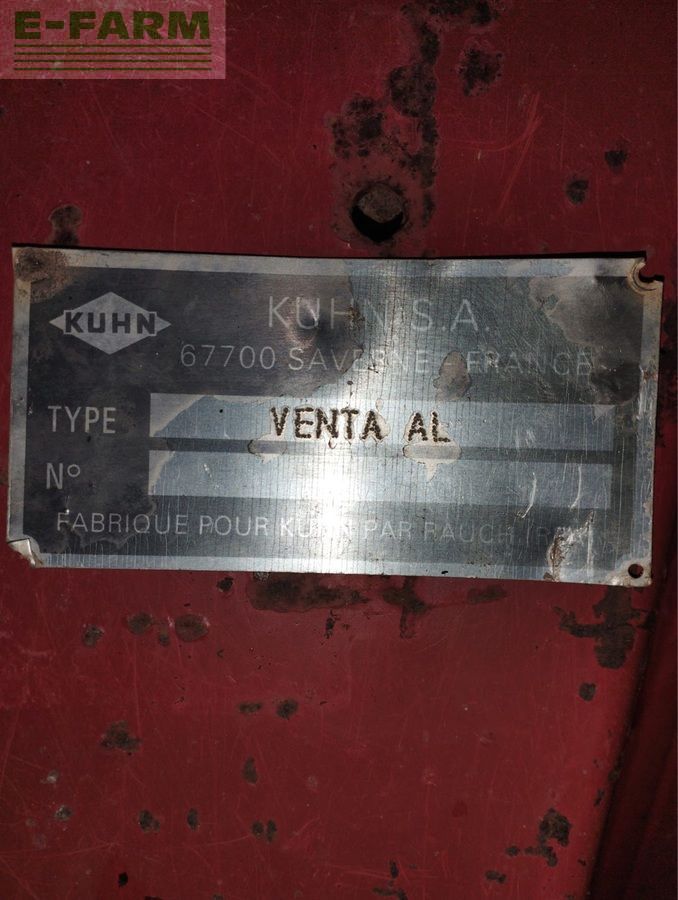 E-FARM
KUHN
KUHN S.A.
67700 SAVERNE FRANCE
TYPE
VENTA AL
N°
FABRIQUE POUR KUHN PAR RAUCH